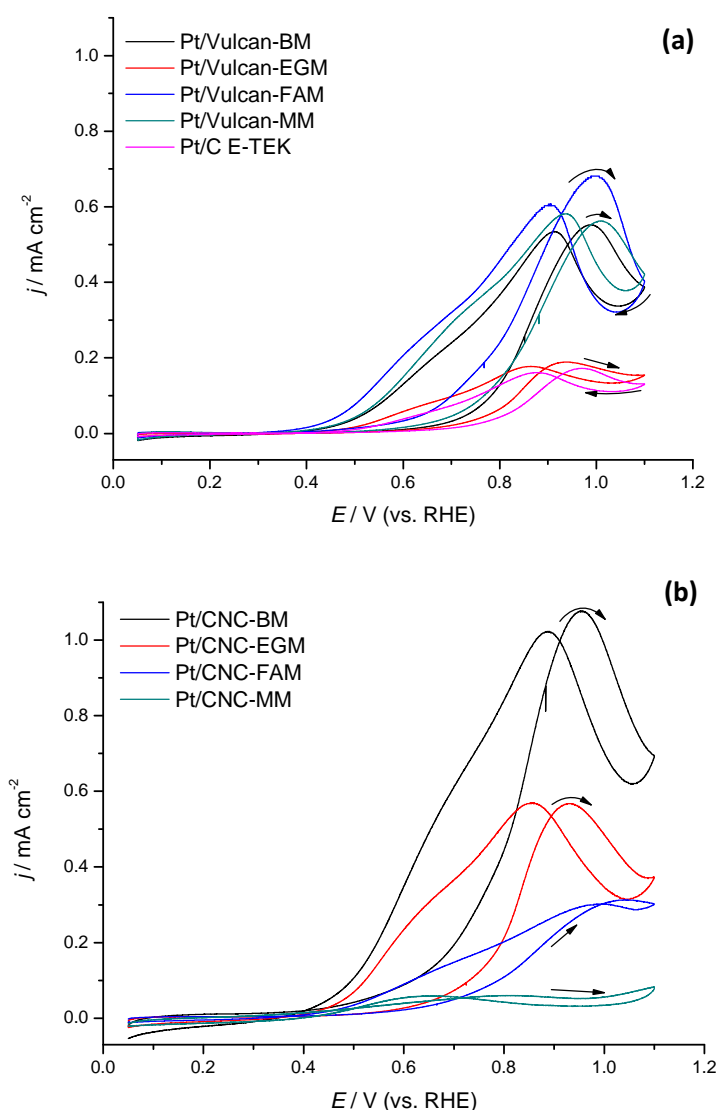 (a)
Pt/Vulcan-BM
Pt/Vulcan-EGM
Pt/Vulcan-FAM
Pt/Vulcan-MM
Pt/C E-TEK
1.0
0.8
0.6
0.4
0.2
0.0
j / mA cm⁻²
0.0 0.2 0.4 0.6 0.8 1.0 1.2
E / V (vs. RHE)
(b)
Pt/CNC-BM
Pt/CNC-EGM
Pt/CNC-FAM
Pt/CNC-MM
1.0
0.8
0.6
0.4
0.2
0.0
j / mA cm⁻²
0.0 0.2 0.4 0.6 0.8 1.0 1.2
E / V (vs. RHE)